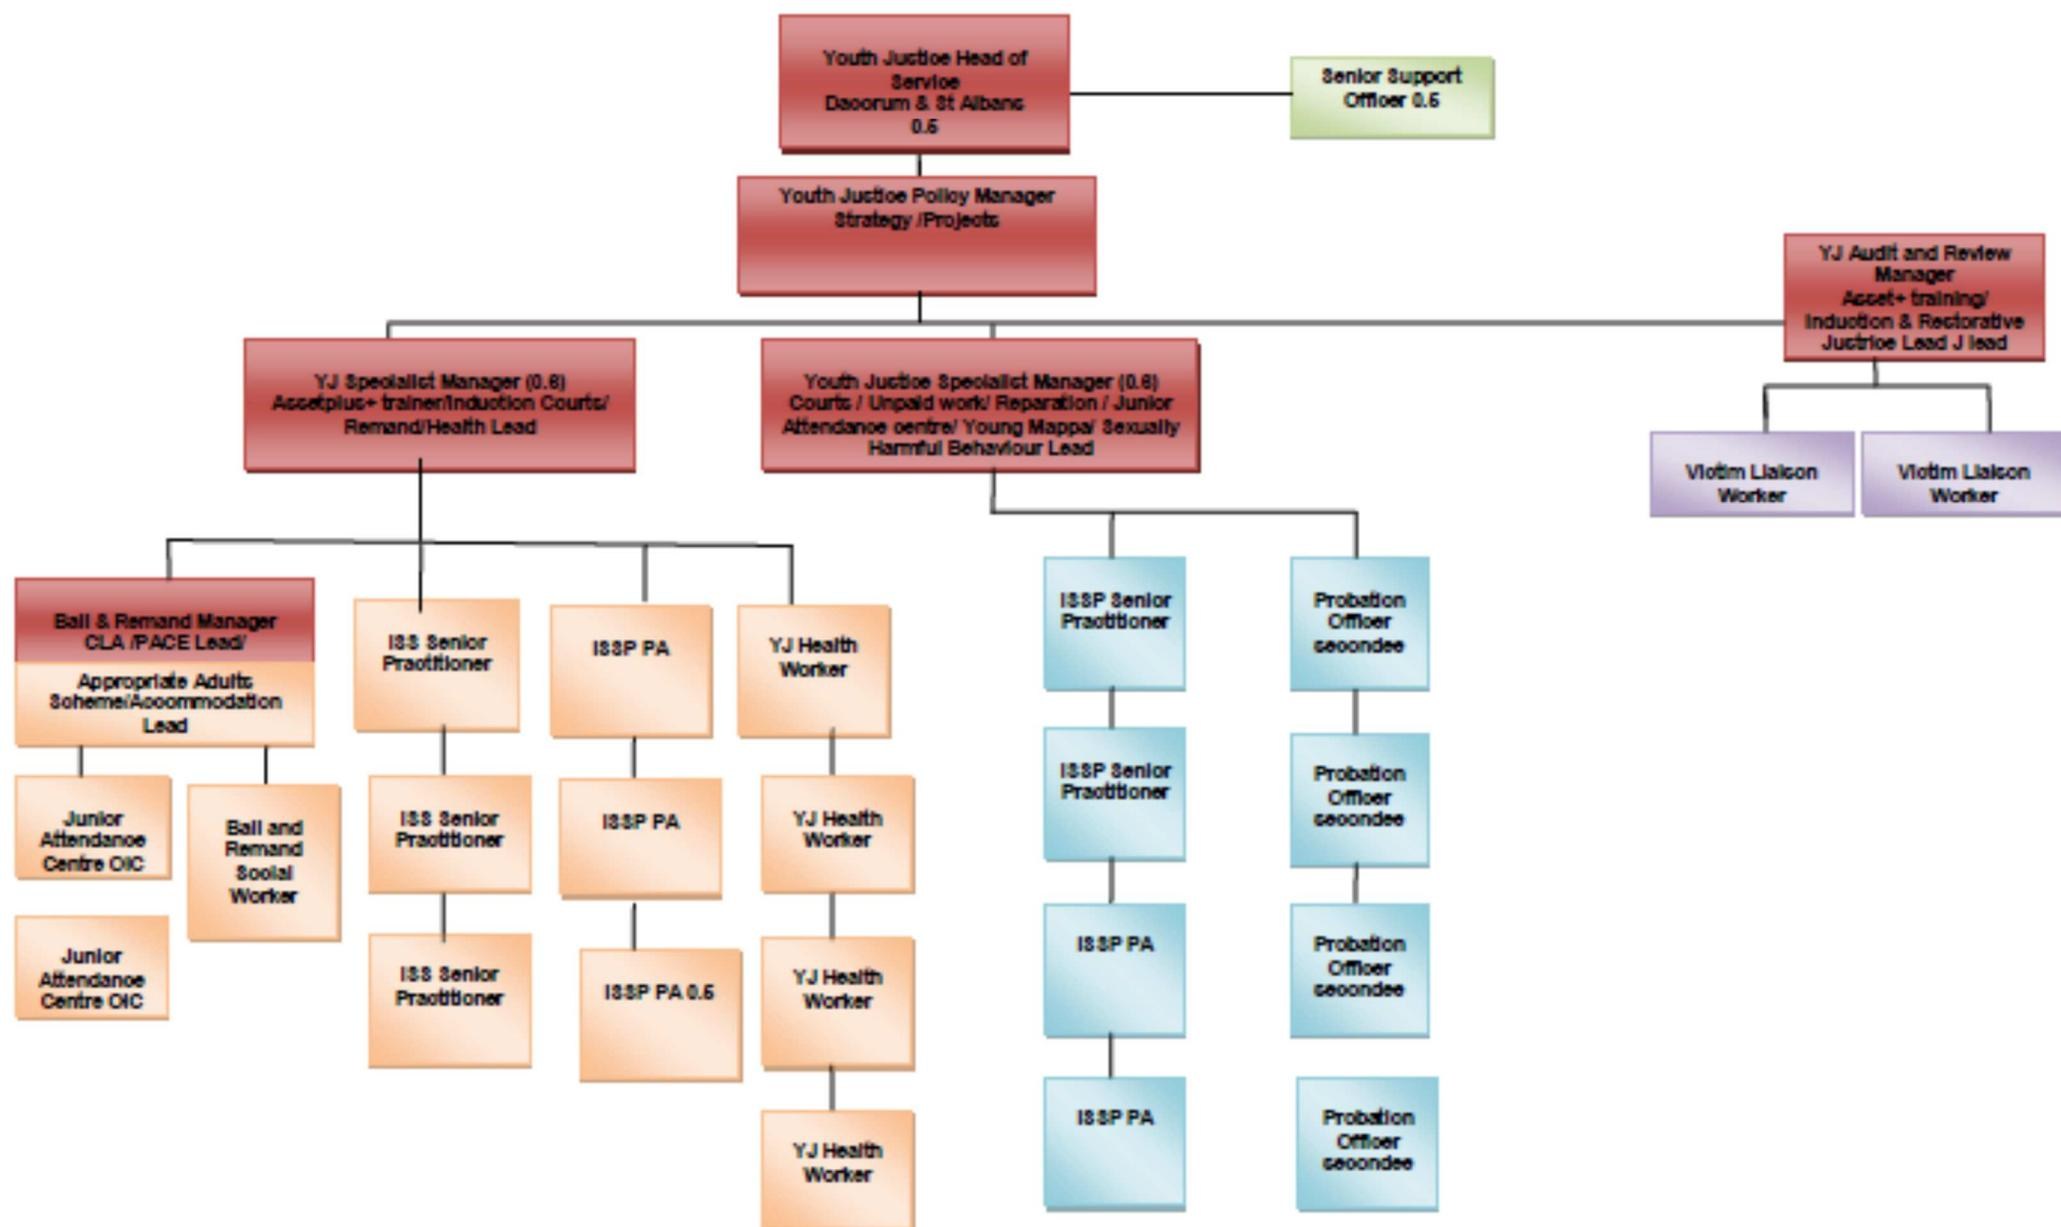 Youth Justice Head of
Service
Dacorum & St Albans
0.5
Senior Support
Officer 0.5
Youth Justice Policy Manager
Strategy /Projects
YJ Audit and Review
Manager
Asset+ training/
Induction & Restorative
Justrice Lead J lead
YJ Specialist Manager (0.6)
Assetplus+ trainer/Induction Courts/
Remand/Health Lead
Youth Justice Specialist Manager (0.6)
Courts / Unpaid work/ Reparation / Junior
Attendance centre/ Young Mappa/ Sexually
Harmful Behaviour Lead
Victim Liaison
Worker
Victim Liaison
Worker
Bail & Remand Manager
CLA /PACE Lead/
Appropriate Adults
Scheme/Accommodation
Lead
ISS Senior
Practitioner
ISSP PA
YJ Health
Worker
ISSP Senior
Practitioner
Probation
Officer
secondee
Junior
Attendance
Centre OIC
Bail and
Remand
Social
Worker
ISS Senior
Practitioner
ISSP PA
YJ Health
Worker
ISSP Senior
Practitioner
Probation
Officer
secondee
Junior
Attendance
Centre OIC
ISS Senior
Practitioner
ISSP PA 0.5
YJ Health
Worker
ISSP PA
Probation
Officer
secondee
YJ Health
Worker
ISSP PA
Probation
Officer
secondee